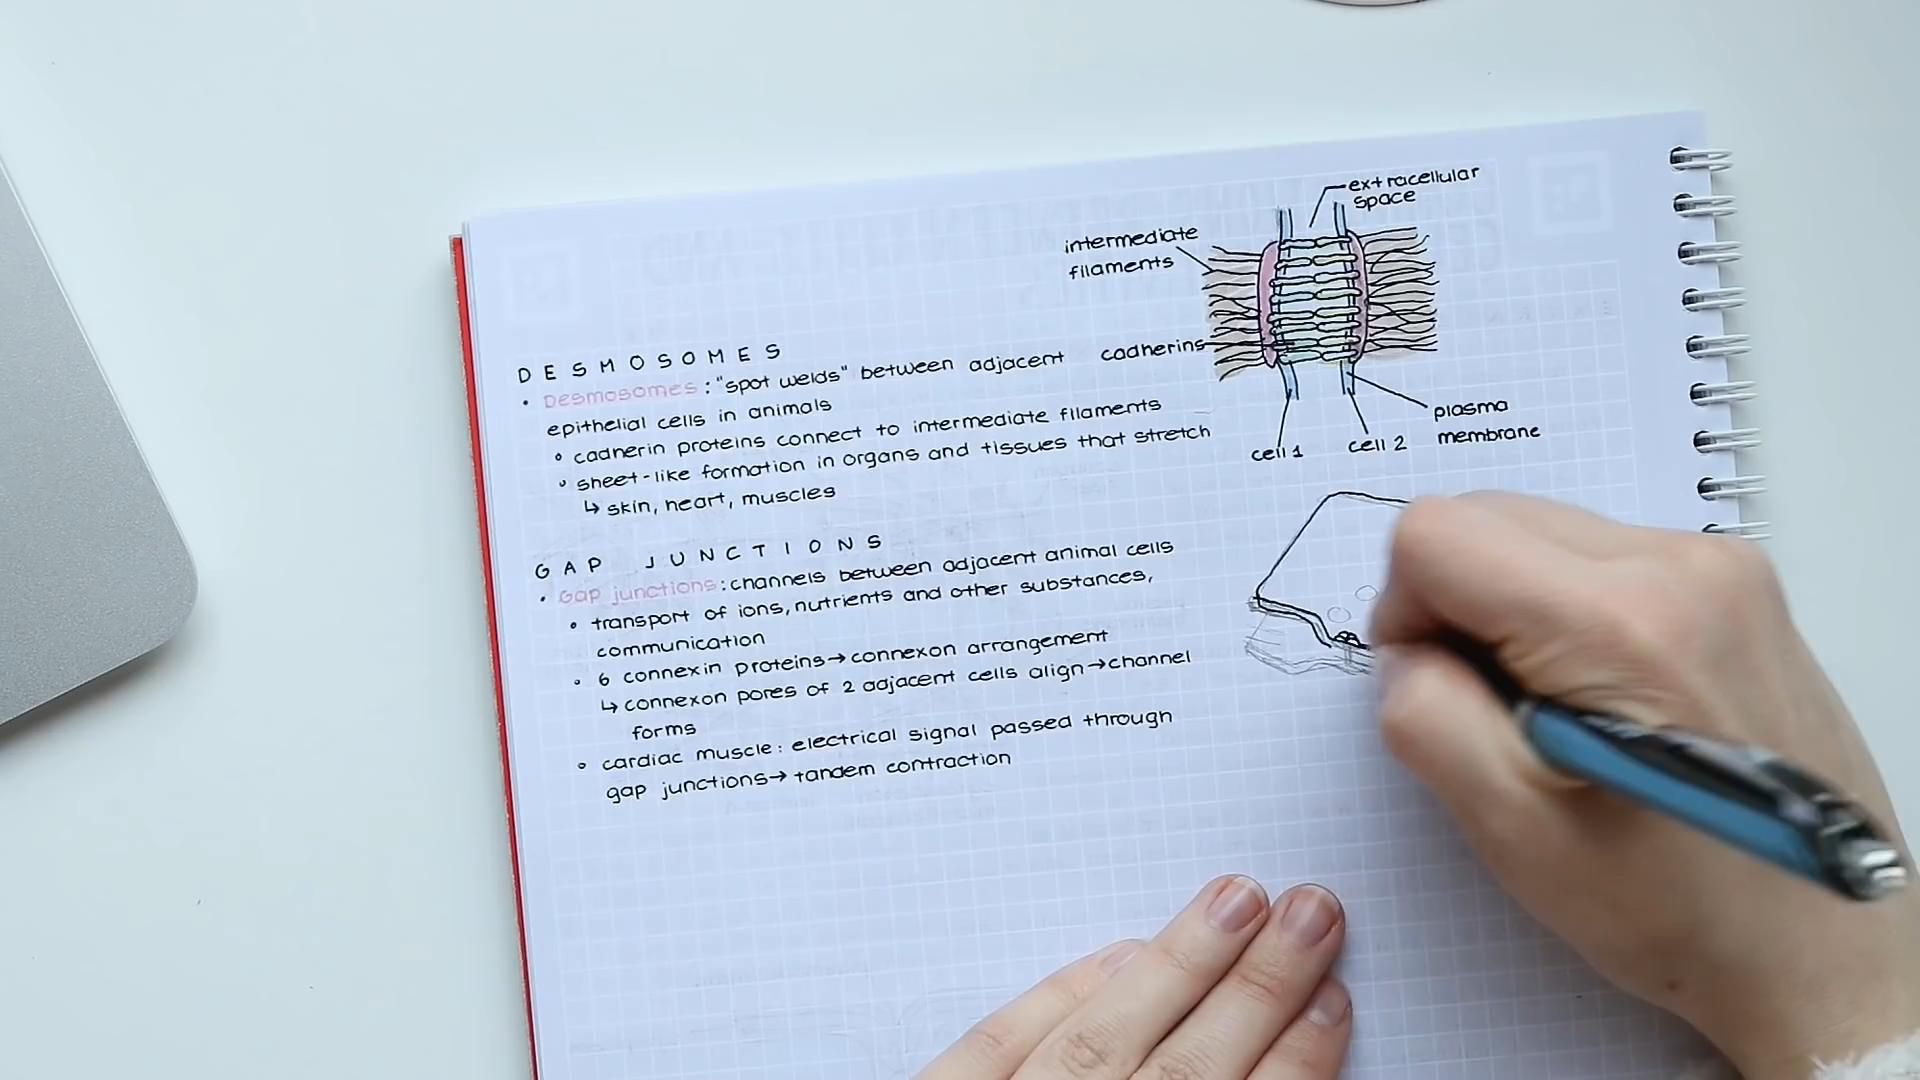 DESMOSOMES
• Desmosomes: "spot welds" between adjacent
epithelial cells in animals
◦ cadherin proteins connect to intermediate filaments
◦ sheet-like formation in organs and tissues that stretch
↳ skin, heart, muscles
GAP JUNCTIONS
• Gap junctions: channels between adjacent animal cells
◦ transport of ions, nutrients and other substances,
communication
◦ 6 connexin proteins→connexon arrangement
↳ connexon pores of 2 adjacent cells align→channel
forms
◦ cardiac muscle: electrical signal passed through
gap junctions→tandem contraction
extracellular
space
intermediate
filaments
cadherins
plasma
membrane
cell 1
cell 2